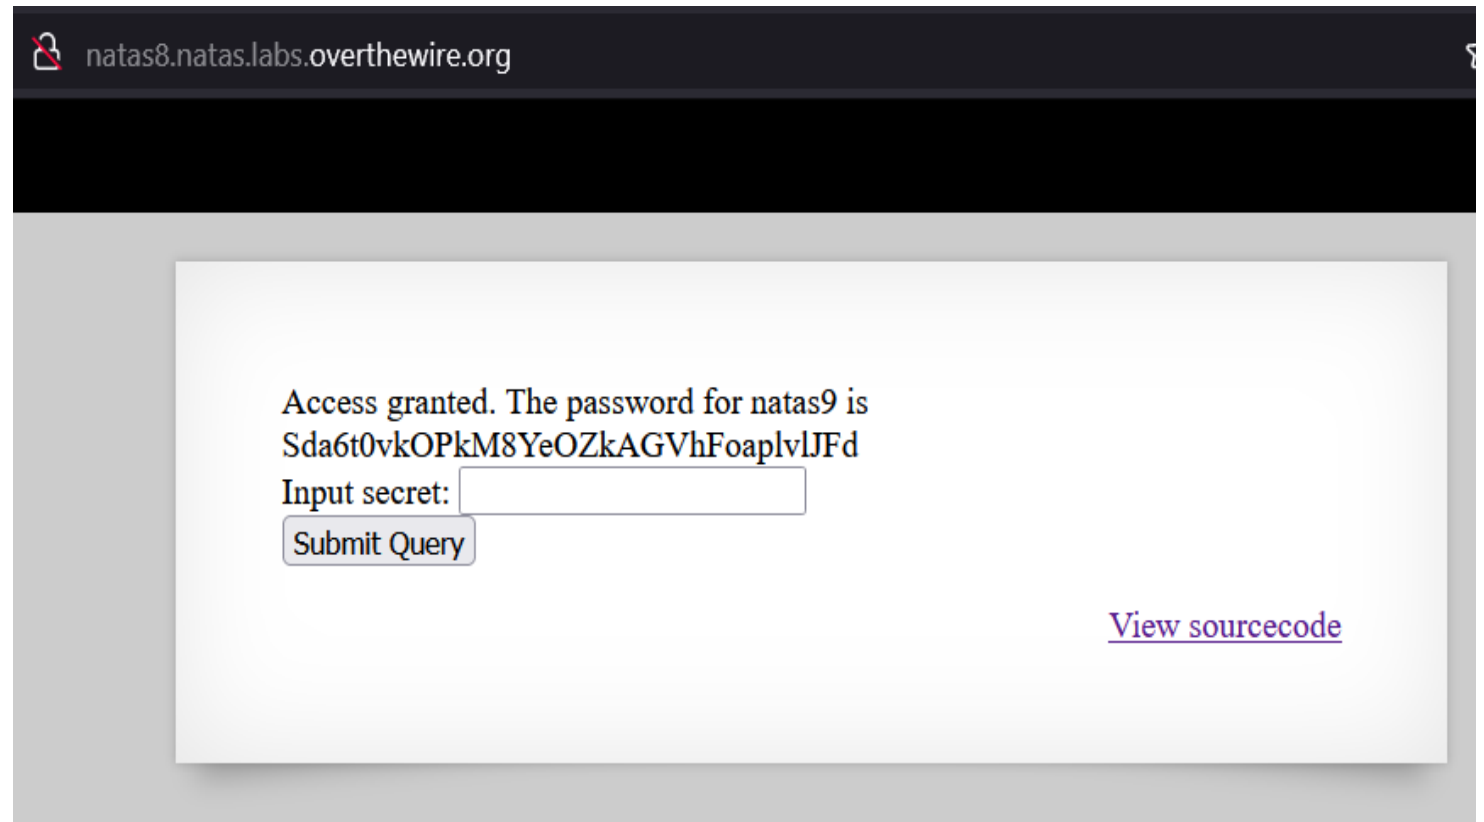 natas8.natas.labs.overthewire.org
Access granted. The password for natas9 is
Sda6t0vkOPkM8YeOZkAGVhFoaplvlJFd
Input secret:
Submit Query
View sourcecode